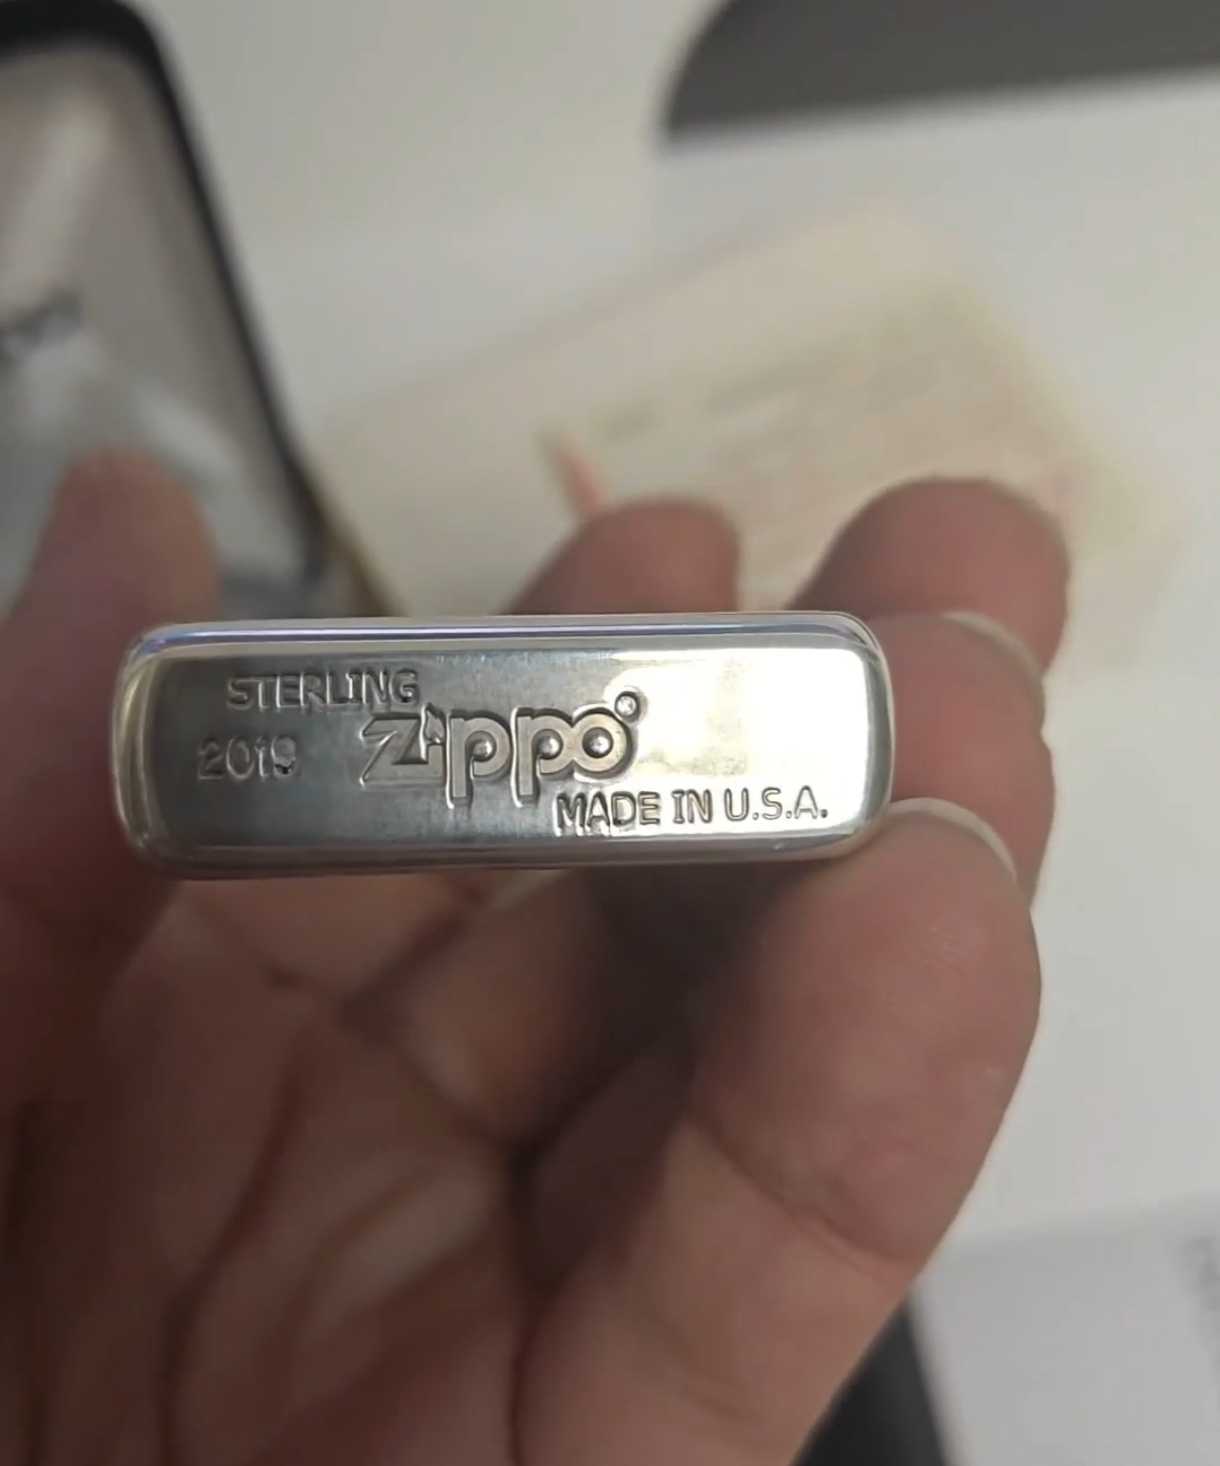 STERLING
2019 Zippo
MADE IN U.S.A.